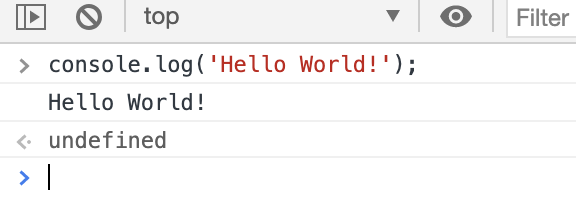 top
Filter
console.log('Hello World!');
Hello World!
undefined